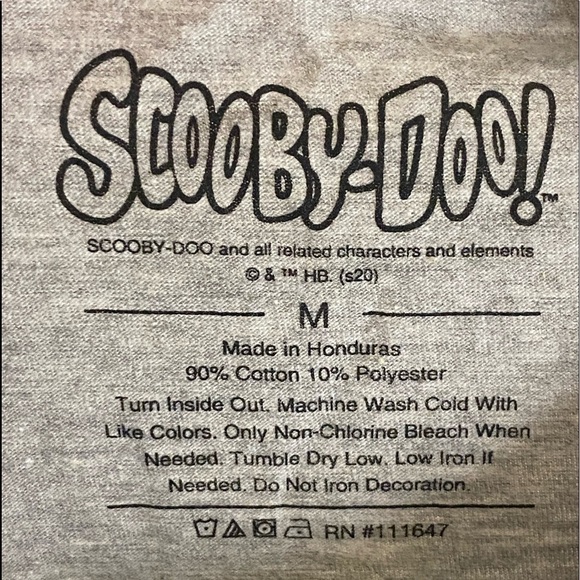 SCOOBY-DOO!™
SCOOBY-DOO and all related characters and elements
© & ™ HB. (s20)
M
Made in Honduras
90% Cotton 10% Polyester
Turn Inside Out. Machine Wash Cold With
Like Colors. Only Non-Chlorine Bleach When
Needed. Tumble Dry Low. Low Iron If
Needed. Do Not Iron Decoration.
RN #111647